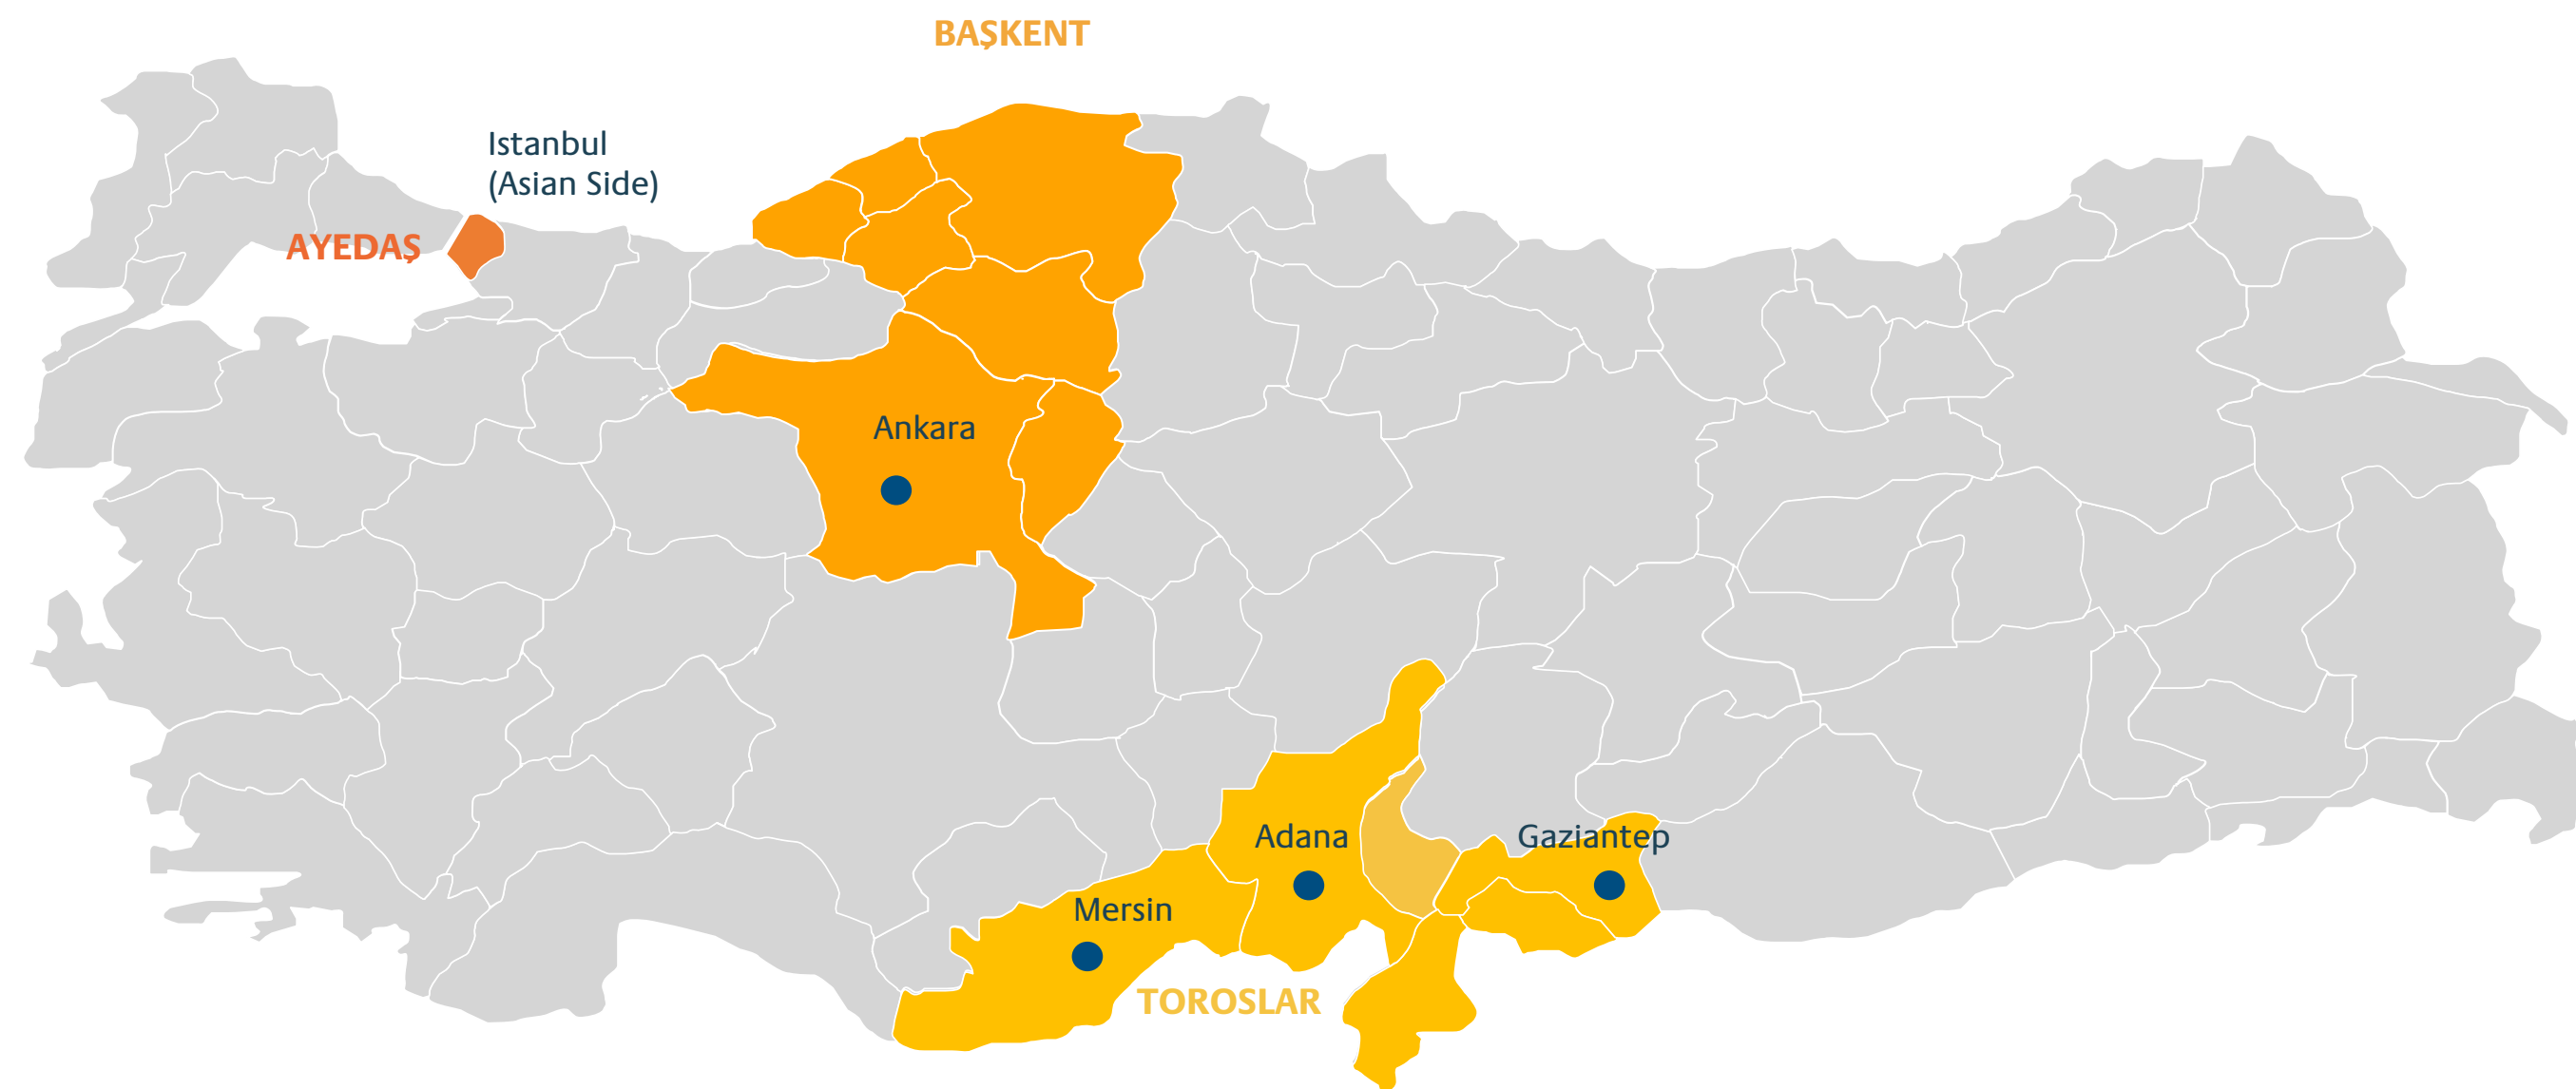 BAŞKENT
Istanbul
(Asian Side)
AYEDAŞ
Ankara
Adana
Gaziantep
Mersin
TOROSLAR